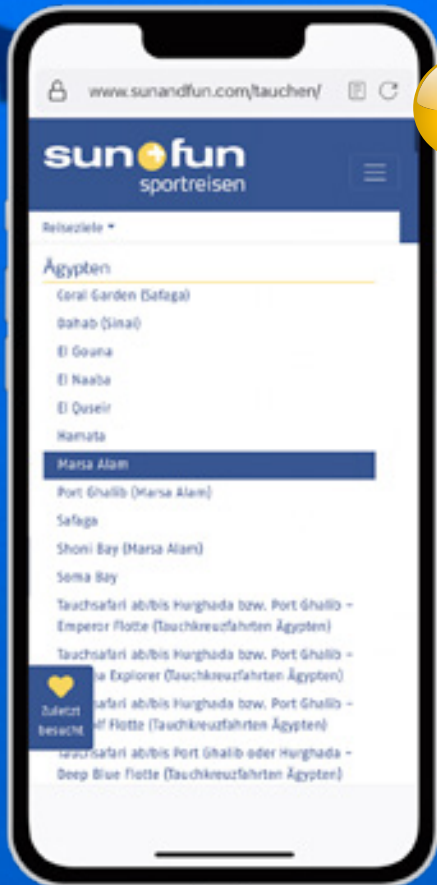 www.sunandfun.com/tauchen/
sun fun
sportreisen
Reiseziele
Ägypten
Coral Garden (Safaga)
Dahab (Sinai)
El Gouna
El Naaba
El Quseir
Hamata
Marsa Alam
Port Ghalib (Marsa Alam)
Safaga
Shoni Bay (Marsa Alam)
Soma Bay
Tauchsafari ab/bis Hurghada bzw. Port Ghalib –
Emperor Flotte (Tauchkreuzfahrten Ägypten)
Tauchsafari ab/bis Hurghada bzw. Port Ghalib –
Explorer (Tauchkreuzfahrten Ägypten)
ab/bis Hurghada bzw. Port Ghalib –
Flotte (Tauchkreuzfahrten Ägypten)
Zuletzt
besucht
Tauchsafari ab/bis Port Ghalib oder Hurghada –
Deep Blue Flotte (Tauchkreuzfahrten Ägypten)